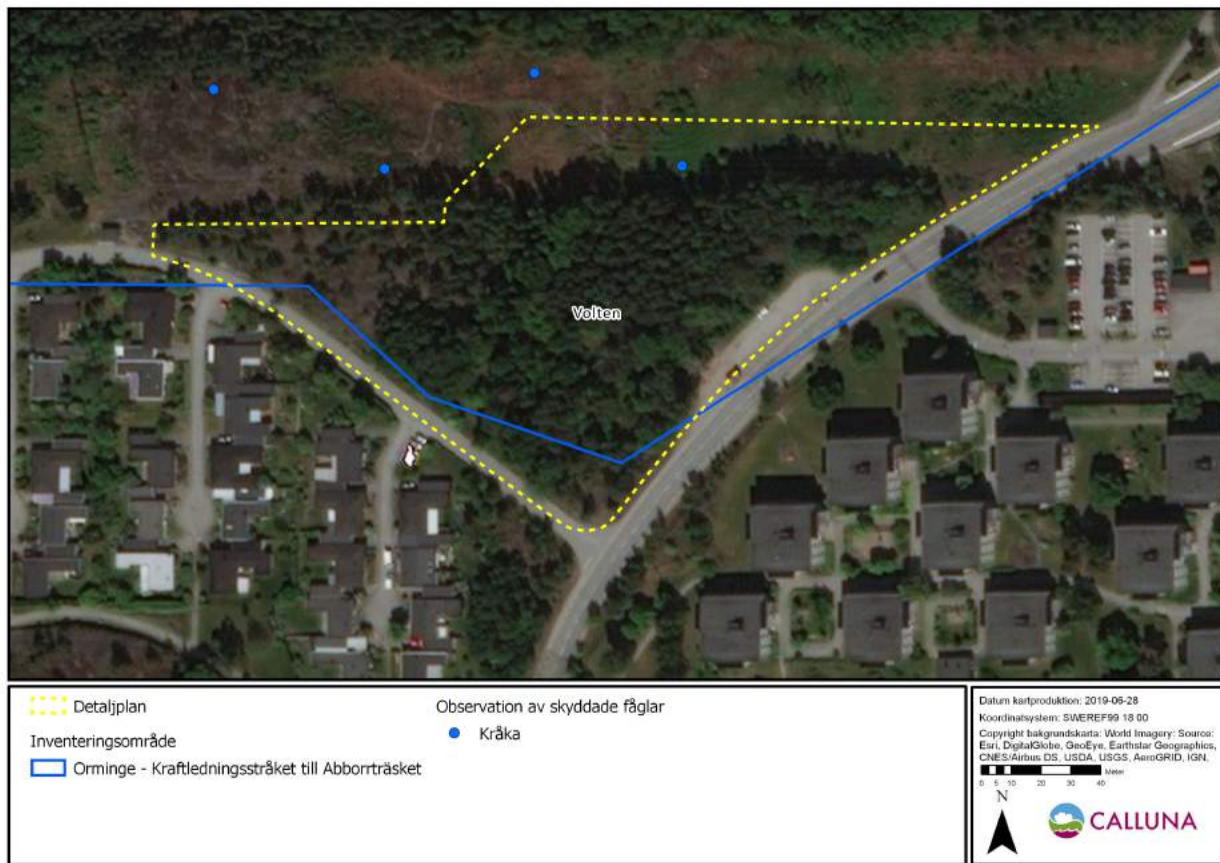 Volten
Detaljplan
Inventeringsområde
Orminge - Kraftledningsstråket till Abborrträsket
Observation av skyddade fåglar
Kråka
Datum kartproduktion: 2019-06-28
Koordinatsystem: SWEREF99 18 00
Copyright bakgrundskarta: World Imagery: Source:
Esri, DigitalGlobe, GeoEye, Earthstar Geographics,
CNES/Airbus DS, USDA, USGS, AeroGRID, IGN,
Meter
0 5 10 20 30 40
N
CALLUNA